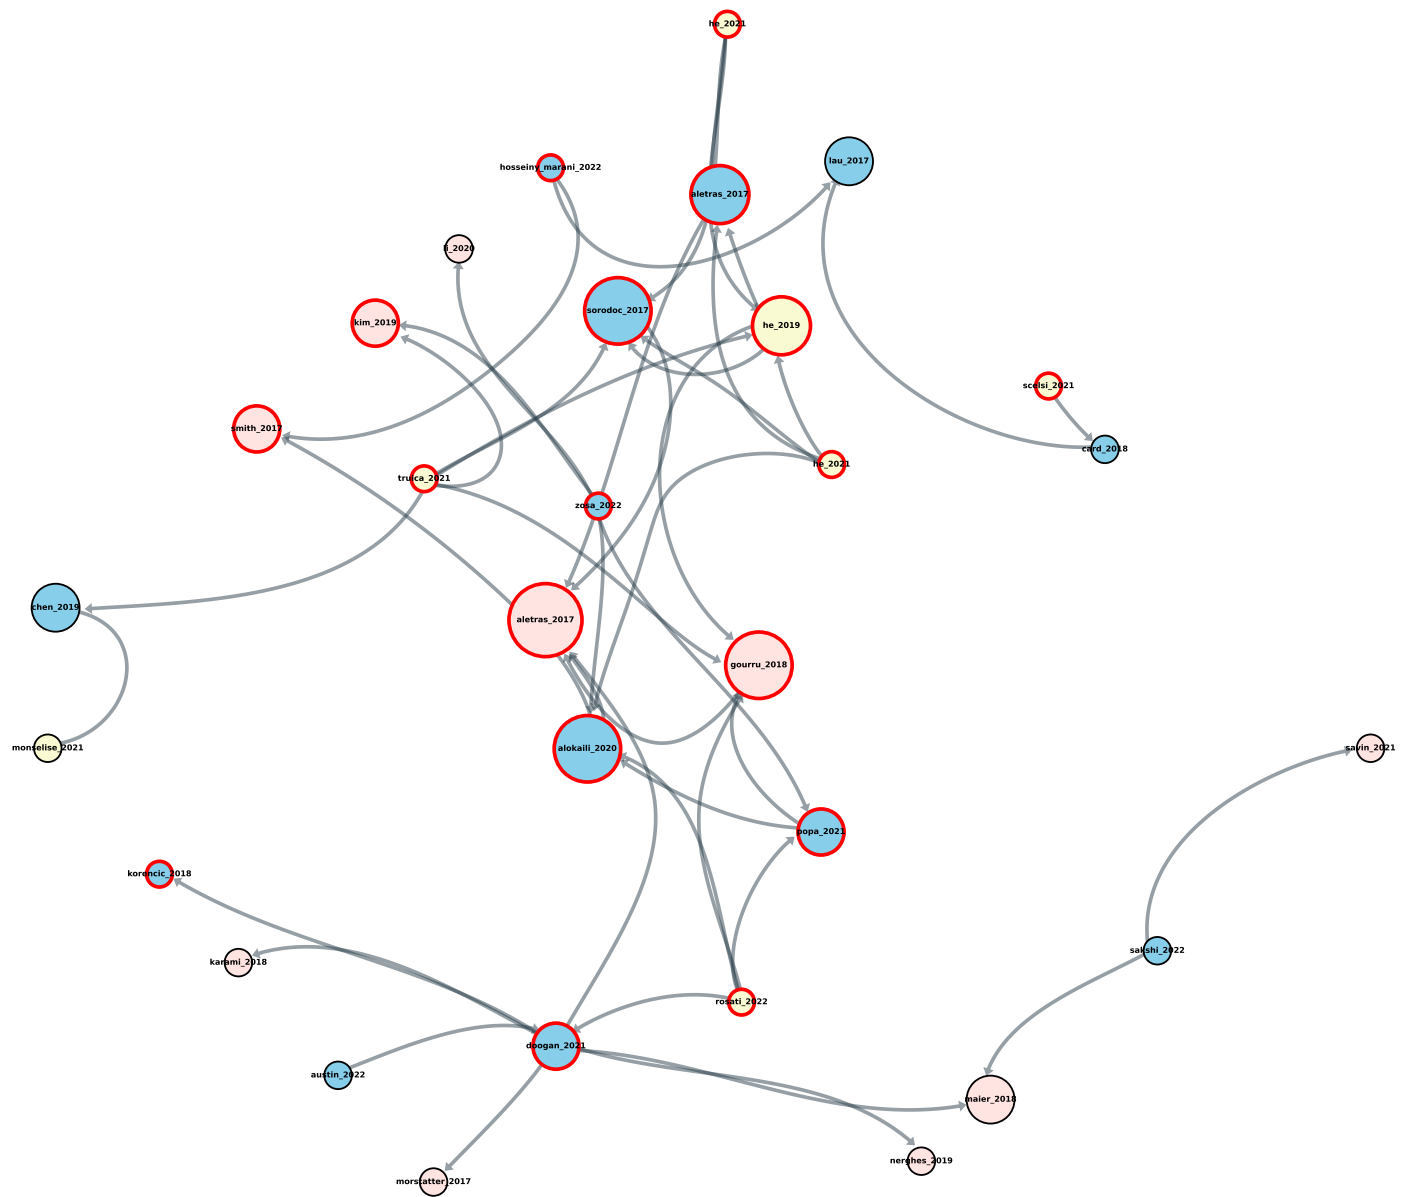 he_2021
lau_2017
hosseiny_marani_2022
aletras_2017
li_2020
sorodoc_2017
kim_2019
he_2019
scelsi_2021
smith_2017
card_2018
he_2021
truica_2021
zosa_2022
chen_2019
aletras_2017
gourru_2018
monselise_2021
alokaili_2020
savin_2021
popa_2021
korencic_2018
sakshi_2022
karami_2018
rosati_2022
doogan_2021
austin_2022
maier_2018
nerghes_2019
morstatter_2017